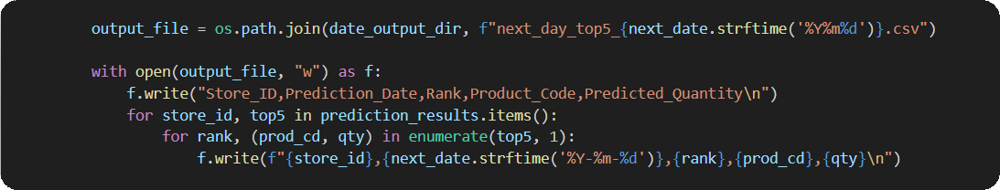 output_file = os.path.join(date_output_dir, f"next_day_top5_{next_date.strftime('%Y%m%d')}.csv")
with open(output_file, "w") as f:
f.write("Store_ID,Prediction_Date,Rank,Product_Code,Predicted_Quantity\n")
for store_id, top5 in prediction_results.items():
for rank, (prod_cd, qty) in enumerate(top5, 1):
f.write(f"{store_id},{next_date.strftime('%Y-%m-%d')},{rank},{prod_cd},{qty}\n")